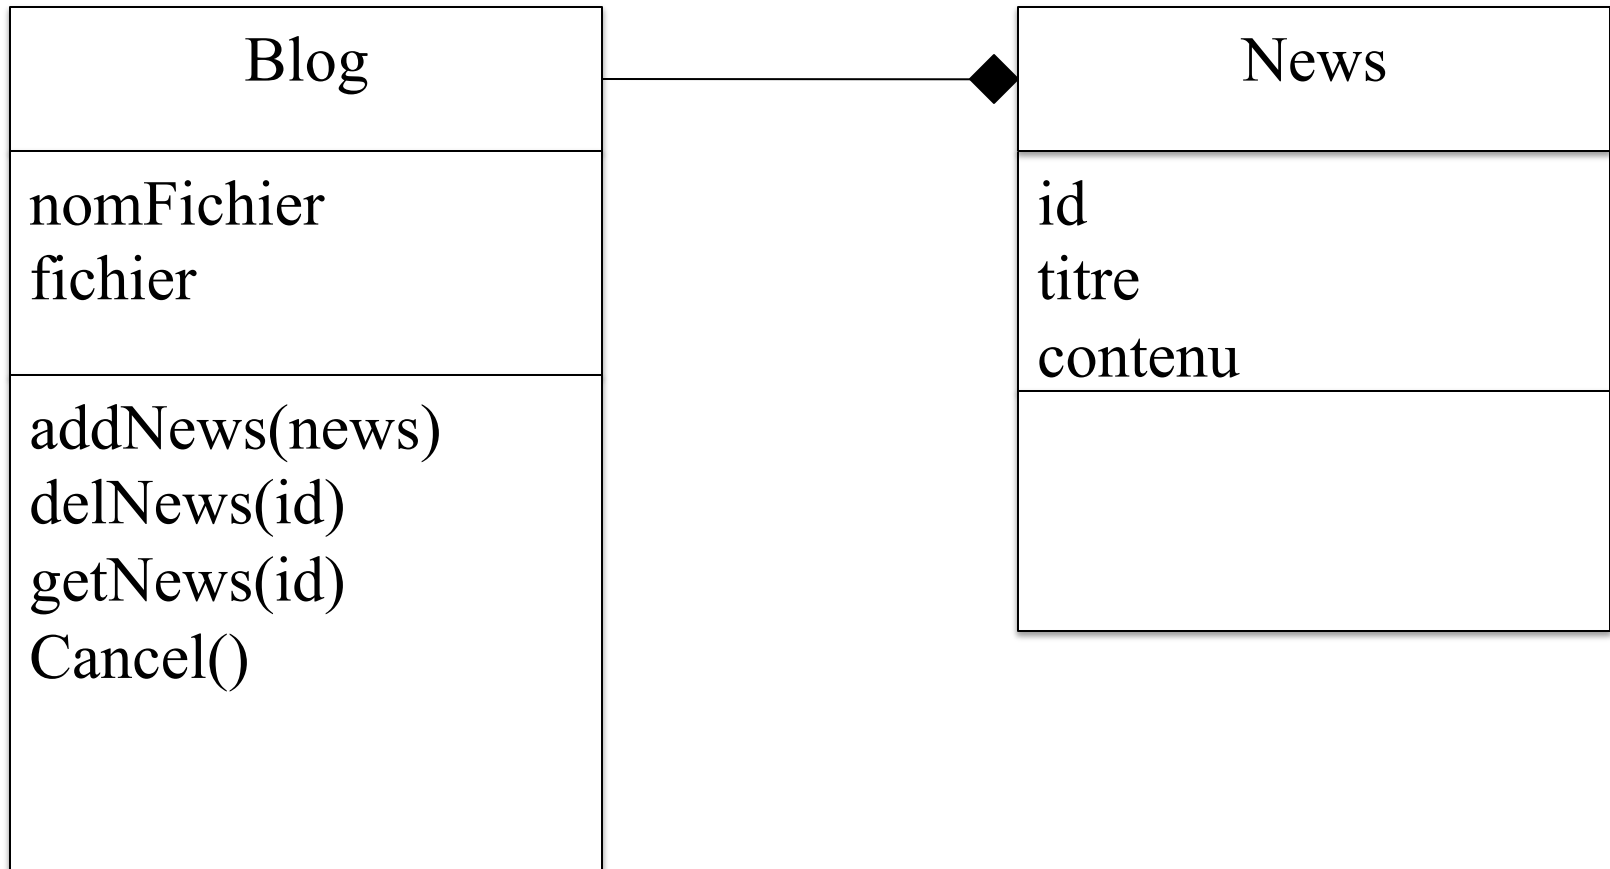 Blog
nomFichier
fichier
addNews(news)
delNews(id)
getNews(id)
Cancel()
News
id
titre
contenu